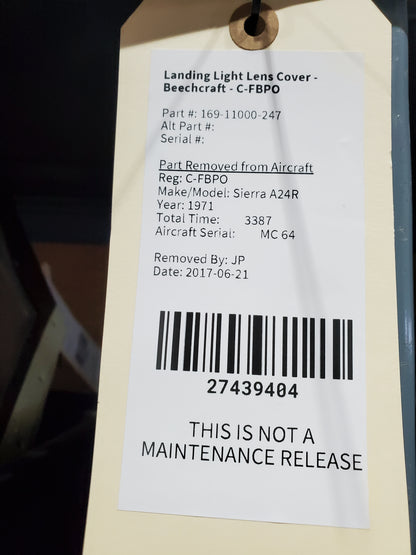 Landing Light Lens Cover -
Beechcraft - C-FBPO
Part #: 169-11000-247
Alt Part #:
Serial #:
Part Removed from Aircraft
Reg: C-FBPO
Make/Model: Sierra A24R
Year: 1971
Total Time: 3387
Aircraft Serial: MC 64
Removed By: JP
Date: 2017-06-21
27439404
THIS IS NOT A
MAINTENANCE RELEASE